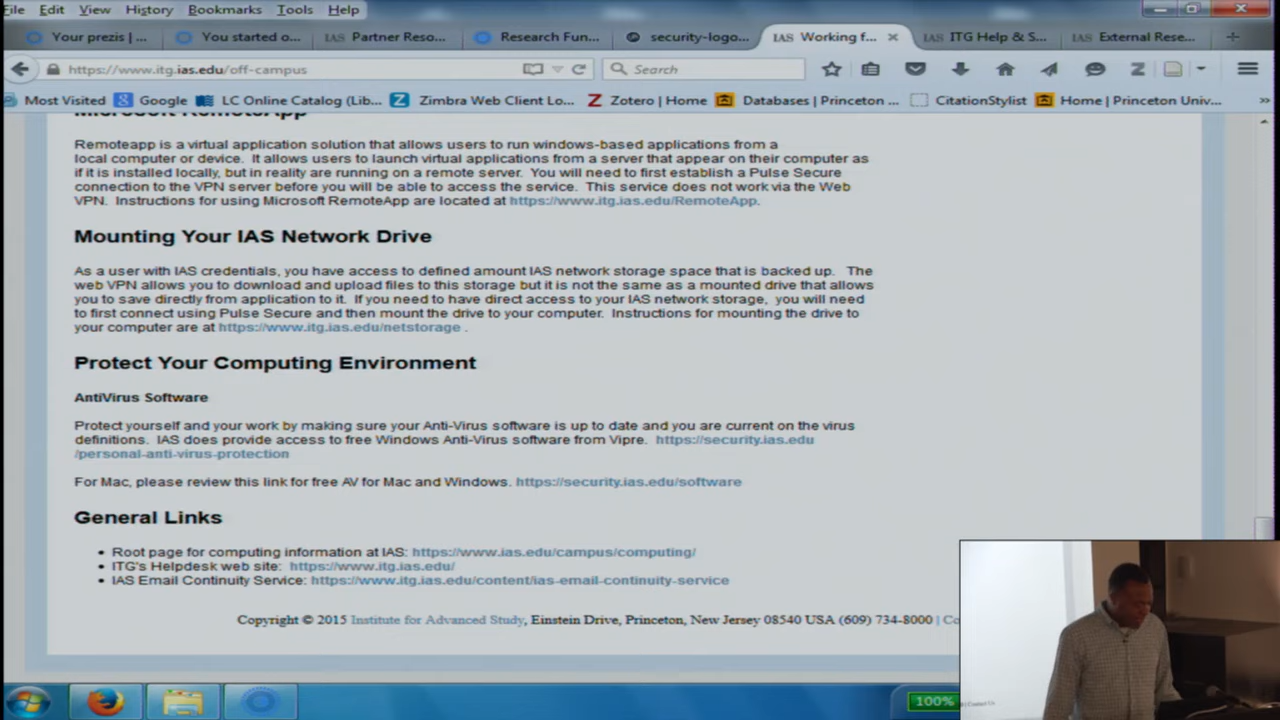 File Edit View History Bookmarks Tools Help
Your prezis | ... You started o... IAS Partner Reso... Research Fun... security-logo... IAS Working f... IAS ITG Help & S... IAS External Rese...
https://www.itg.ias.edu/off-campus Search
Most Visited Google LC Online Catalog (Lib... Zimbra Web Client Lo... Zotero | Home Databases | Princeton ... CitationStylist Home | Princeton Univ...
Microsoft RemoteApp
Remoteapp is a virtual application solution that allows users to run windows-based applications from a
local computer or device. It allows users to launch virtual applications from a server that appear on their computer as
if it is installed locally, but in reality are running on a remote server. You will need to first establish a Pulse Secure
connection to the VPN server before you will be able to access the service. This service does not work via the Web
VPN. Instructions for using Microsoft RemoteApp are located at https://www.itg.ias.edu/RemoteApp.
Mounting Your IAS Network Drive
As a user with IAS credentials, you have access to defined amount IAS network storage space that is backed up. The
web VPN allows you to download and upload files to this storage but it is not the same as a mounted drive that allows
you to save directly from application to it. If you need to have direct access to your IAS network storage, you will need
to first connect using Pulse Secure and then mount the drive to your computer. Instructions for mounting the drive to
your computer are at https://www.itg.ias.edu/netstorage .
Protect Your Computing Environment
AntiVirus Software
Protect yourself and your work by making sure your Anti-Virus software is up to date and you are current on the virus
definitions. IAS does provide access to free Windows Anti-Virus software from Vipre. https://security.ias.edu
/personal-anti-virus-protection
For Mac, please review this link for free AV for Mac and Windows. https://security.ias.edu/software
General Links
• Root page for computing information at IAS: https://www.ias.edu/campus/computing/
• ITG's Helpdesk web site: https://www.itg.ias.edu/
• IAS Email Continuity Service: https://www.itg.ias.edu/content/ias-email-continuity-service
Copyright © 2015 Institute for Advanced Study, Einstein Drive, Princeton, New Jersey 08540 USA (609) 734-8000 | Co
100%